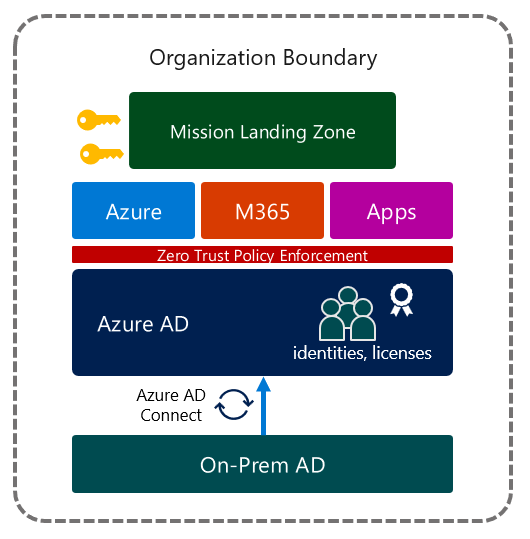 Organization Boundary
Mission Landing Zone
Azure
M365
Apps
Zero Trust Policy Enforcement
Azure AD
identities, licenses
Azure AD
Connect
On-Prem AD